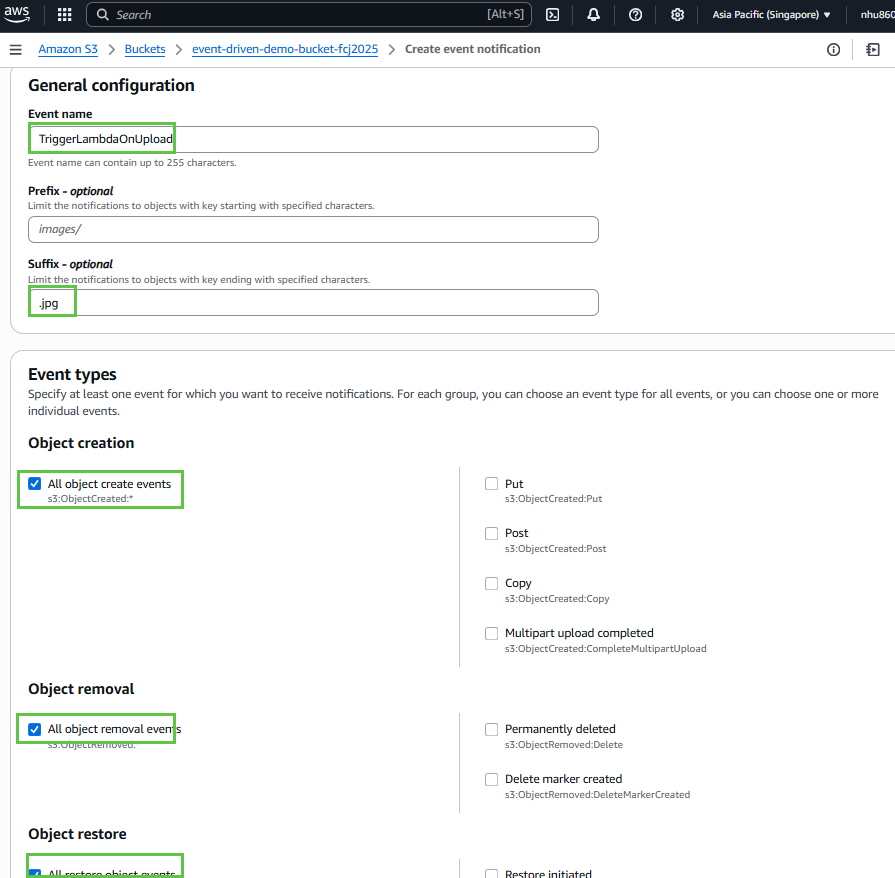 aws
Search
[Alt+S]
Asia Pacific (Singapore)
nhu860
Amazon S3
Buckets
event-driven-demo-bucket-fcj2025
Create event notification
General configuration
Event name
TriggerLambdaOnUpload
Event name can contain up to 255 characters.
Prefix - optional
Limit the notifications to objects with key starting with specified characters.
images/
Suffix - optional
Limit the notifications to objects with key ending with specified characters.
.jpg
Event types
Specify at least one event for which you want to receive notifications. For each group, you can choose an event type for all events, or you can choose one or more
individual events.
Object creation
All object create events
s3:ObjectCreated:*
Put
s3:ObjectCreated:Put
Post
s3:ObjectCreated:Post
Copy
s3:ObjectCreated:Copy
Multipart upload completed
s3:ObjectCreated:CompleteMultipartUpload
Object removal
All object removal events
s3:ObjectRemoved:
Permanently deleted
s3:ObjectRemoved:Delete
Delete marker created
s3:ObjectRemoved:DeleteMarkerCreated
Object restore
All restore object events
Restore initiated